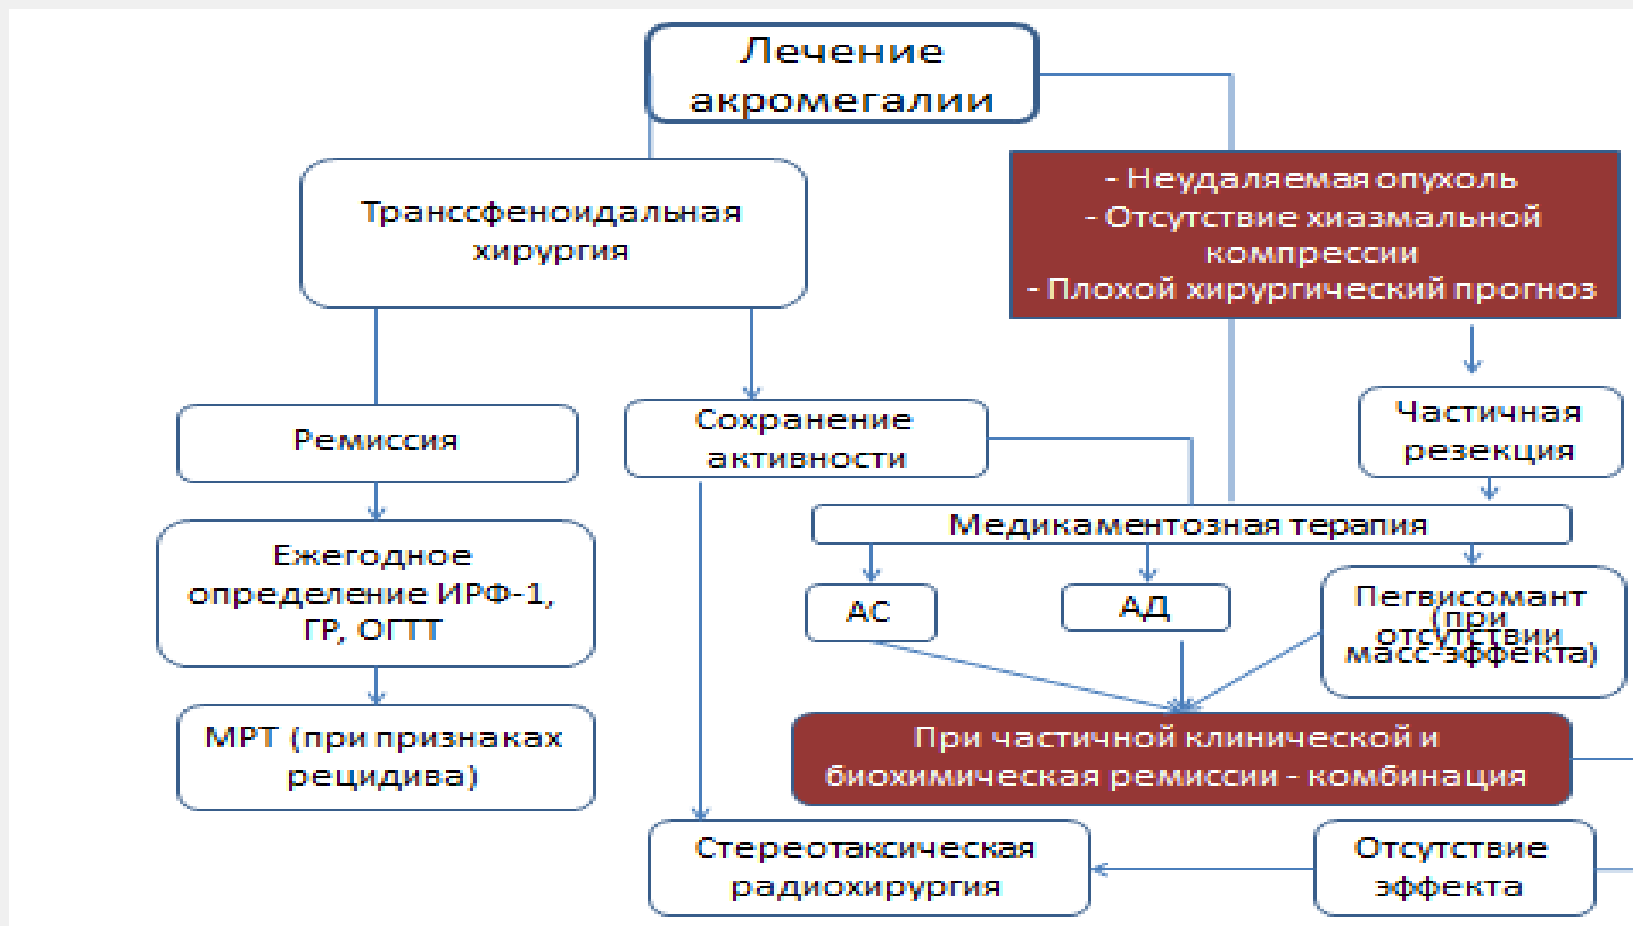 Лечение
акромегалии
Транссфеноидальная
хирургия
- Неудаляемая опухоль
- Отсутствие хиазмальной
компрессии
- Плохой хирургический прогноз
Ремиссия
Сохранение
активности
Частичная
резекция
Ежегодное
определение ИРФ-1,
ГР, ОГТТ
Медикаментозная терапия
АС
АД
Пегвисомант
(при
отсутствии
масс-эффекта)
МРТ (при признаках
рецидива)
При частичной клинической и
биохимическая ремиссии - комбинация
Стереотаксическая
радиохирургия
Отсутствие
эффекта